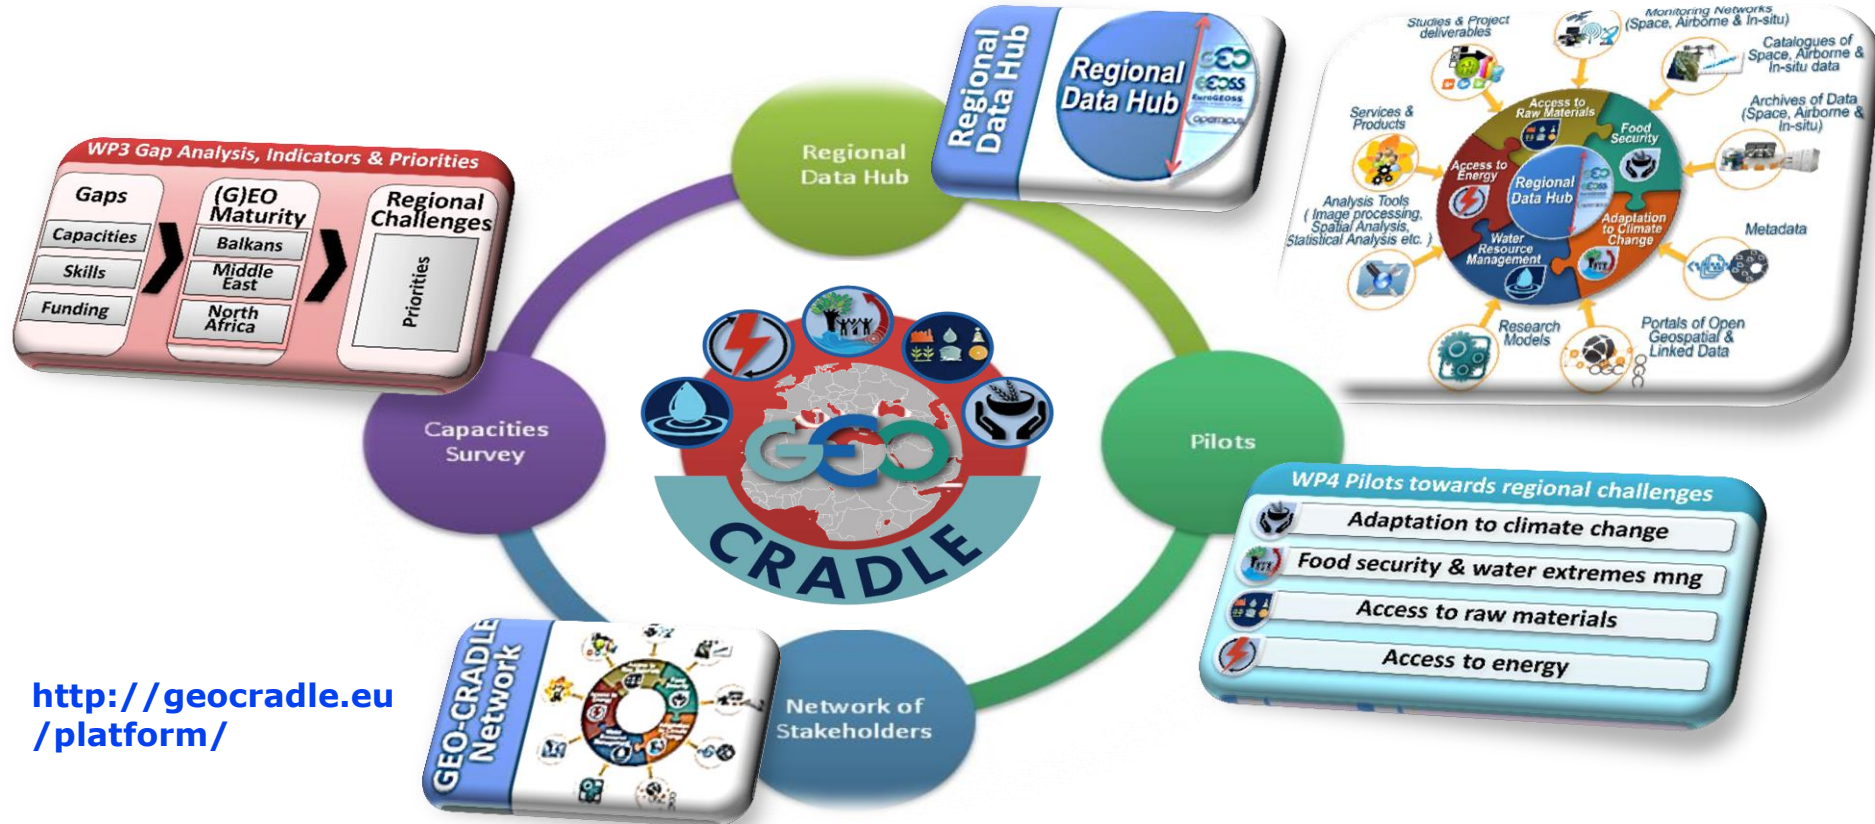 WP3 Gap Analysis, Indicators & Priorities
Gaps
Capacities
Skills
Funding
(G)EO
Maturity
Balkans
Middle
East
North
Africa
Regional
Challenges
Priorities
Regional
Data Hub
Regional
Data Hub
Regional
Data Hub
GEO
GEOSS
EuroGEOSS
Copernicus
Studies & Project
deliverables
Monitoring Networks
(Space, Airborne & In-situ)
Catalogues of
Space, Airborne &
In-situ data
Archives of Data
(Space, Airborne &
In-situ)
Metadata
Portals of Open
Geospatial &
Linked Data
Research
Models
Analysis Tools
( Image processing,
Spatial Analysis,
Statistical Analysis etc. )
Services &
Products
Access to
Raw Materials
Food
Security
Adaptation
to Climate
Change
Water
Resource
Management
Access to
Energy
Regional
Data Hub
Capacities
Survey
GEO
CRADLE
Pilots
WP4 Pilots towards regional challenges
Adaptation to climate change
Food security & water extremes mng
Access to raw materials
Access to energy
GEO-CRADLE
Network
Network of
Stakeholders
http://geocradle.eu
/platform/